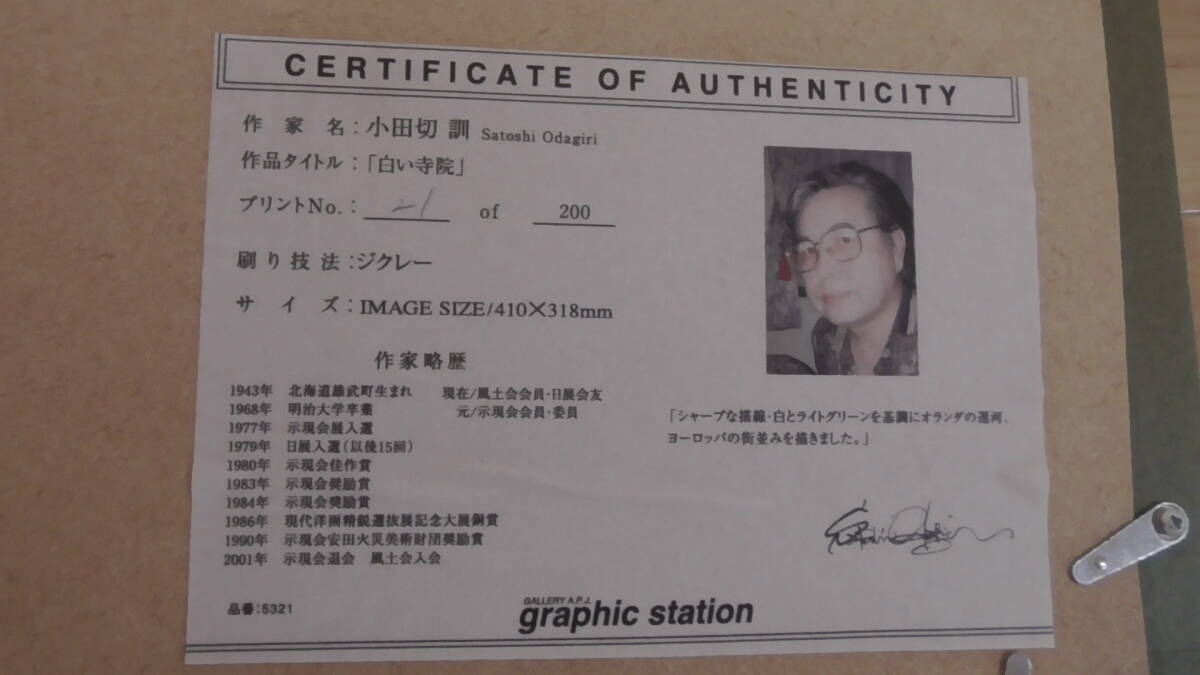 CERTIFICATE OF AUTHENTICITY
作家名:小田切 訓 Satoshi Odagiri
作品タイトル:「白い寺院」
プリントNo.: 21 of 200
刷り技法:ジクレー
サイズ:IMAGE SIZE/410×318mm
作家略歴
1943年 北海道雄武町生まれ 現在/風土会会員・日展会友
1968年 明治大学卒業 元/示現会会員・委員
1977年 示現会展入選
1979年 日展入選(以後15回)
1980年 示現会佳作賞
1983年 示現会奨励賞
1984年 示現会奨励賞
1986年 現代洋画精鋭選抜展記念大展銅賞
1990年 示現会安田火災美術財団奨励賞
2001年 示現会退会 風土会入会
「シャープな描線・白とライトグリーンを基調にオランダの運河、
ヨーロッパの街並みを描きました。」
Satoshi Odagiri
品番:5321
GALLERY A.P.J.
graphic station